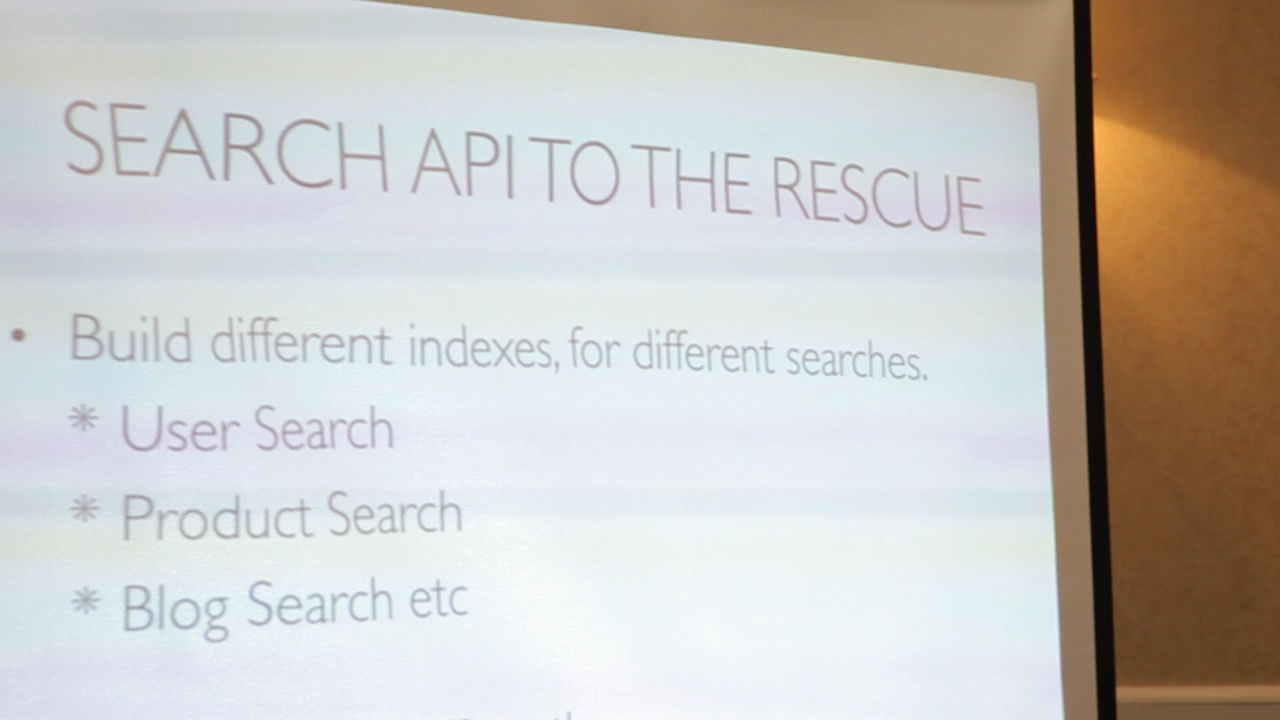 SEARCH API TO THE RESCUE
• Build different indexes, for different searches.
* User Search
* Product Search
* Blog Search etc